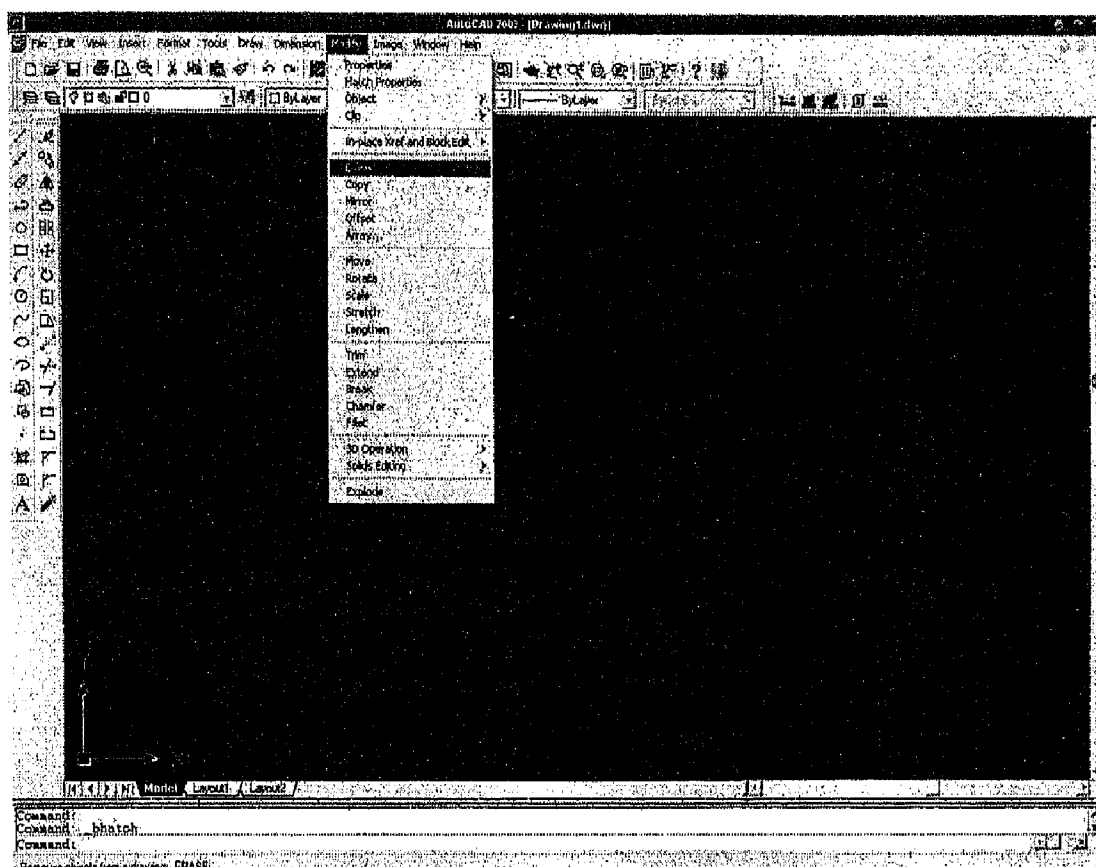 AutoCAD 2002 - [Drawing1.dwg]
File Edit View Insert Format Tools Draw Dimension Modify Image Window Help
Properties
Match Properties
Object
Clip
In-place Xref and Block Edit
Copy
Mirror
Offset
Array...
Move
Rotate
Scale
Stretch
Lengthen
Trim
Extend
Break
Chamfer
Fillet
3D Operation
Solids Editing
Explode
0
ByLayer
ByLayer
Model Layout1 Layout2
Command:
Command: _bhatch
Command:
ERASE